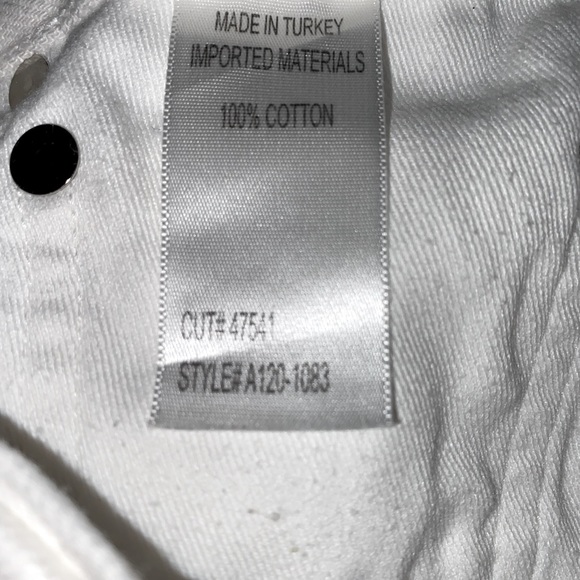 MADE IN TURKEY
IMPORTED MATERIALS
100% COTTON
CUT# 47541
STYLE# A120-1083